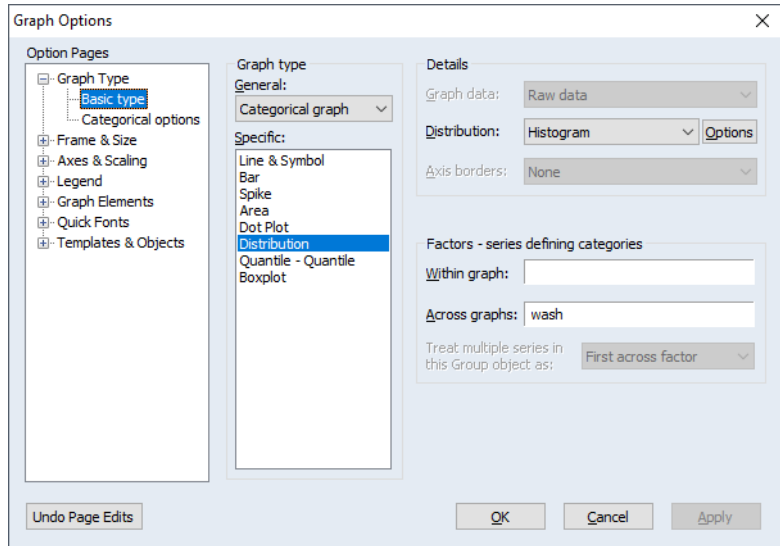 Graph Options
Option Pages
Graph Type
Basic type
Categorical options
Frame & Size
Axes & Scaling
Legend
Graph Elements
Quick Fonts
Templates & Objects
Graph type
General:
Categorical graph
Specific:
Line & Symbol
Bar
Spike
Area
Dot Plot
Distribution
Quantile - Quantile
Boxplot
Details
Graph data: Raw data
Distribution: Histogram Options
Axis borders: None
Factors - series defining categories
Within graph:
Across graphs: wash
Treat multiple series in
this Group object as: First across factor
Undo Page Edits
OK Cancel Apply